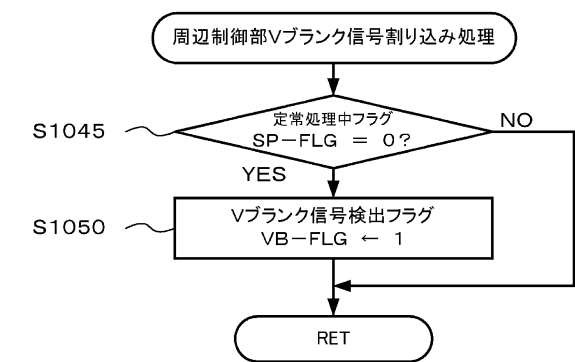 周辺制御部Vブランク信号割り込み処理
S1045
定常処理中フラグ
SP-FLG = 0?
NO
YES
S1050
Vブランク信号検出フラグ
VB-FLG ← 1
RET